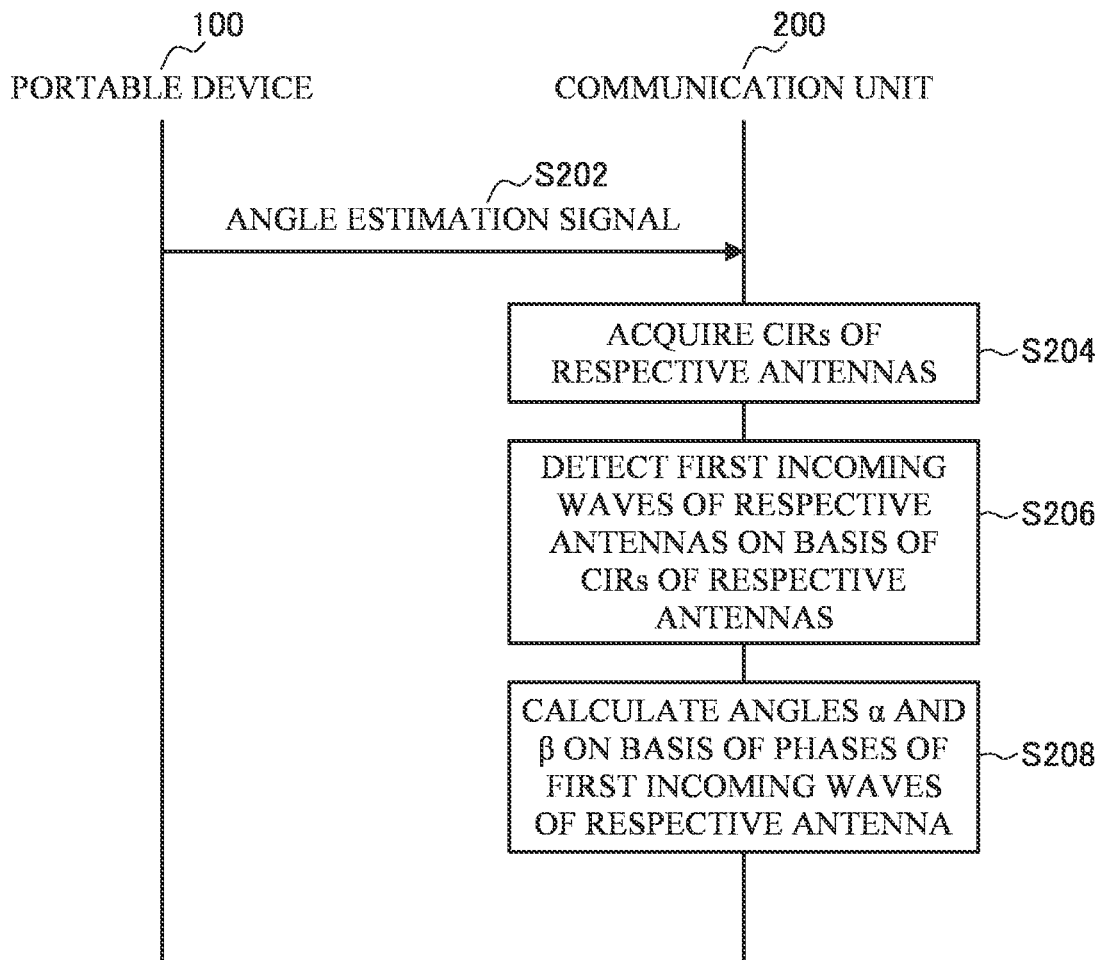 100
200
PORTABLE DEVICE
COMMUNICATION UNIT
S202
ANGLE ESTIMATION SIGNAL
ACQUIRE CIRs OF
RESPECTIVE ANTENNAS
S204
DETECT FIRST INCOMING
WAVES OF RESPECTIVE
ANTENNAS ON BASIS OF
CIRs OF RESPECTIVE
ANTENNAS
S206
CALCULATE ANGLES α AND
β ON BASIS OF PHASES OF
FIRST INCOMING WAVES
OF RESPECTIVE ANTENNA
S208